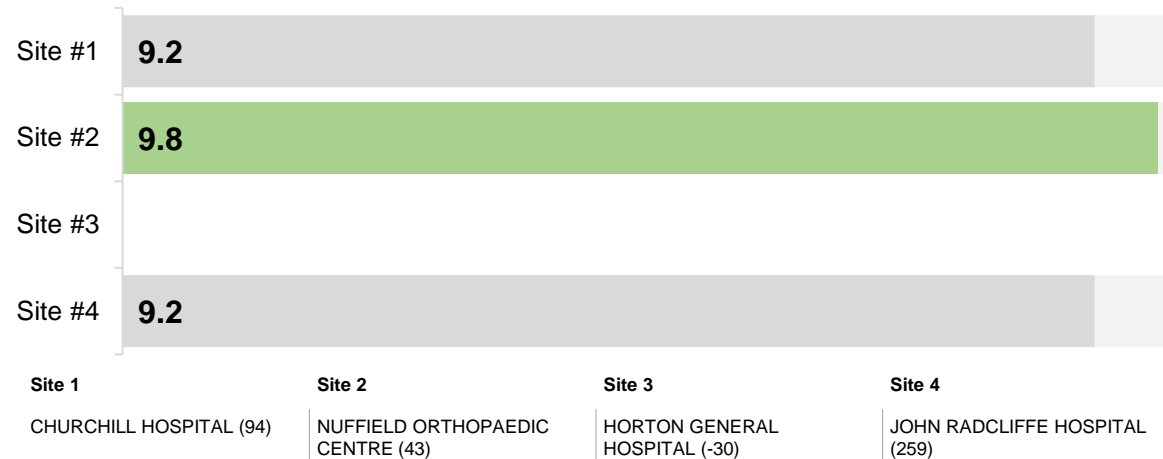 Site #1
9.2
Site #2
9.8
Site #3
Site #4
9.2
Site 1
CHURCHILL HOSPITAL (94)
Site 2
NUFFIELD ORTHOPAEDIC
CENTRE (43)
Site 3
HORTON GENERAL
HOSPITAL (-30)
Site 4
JOHN RADCLIFFE HOSPITAL
(259)